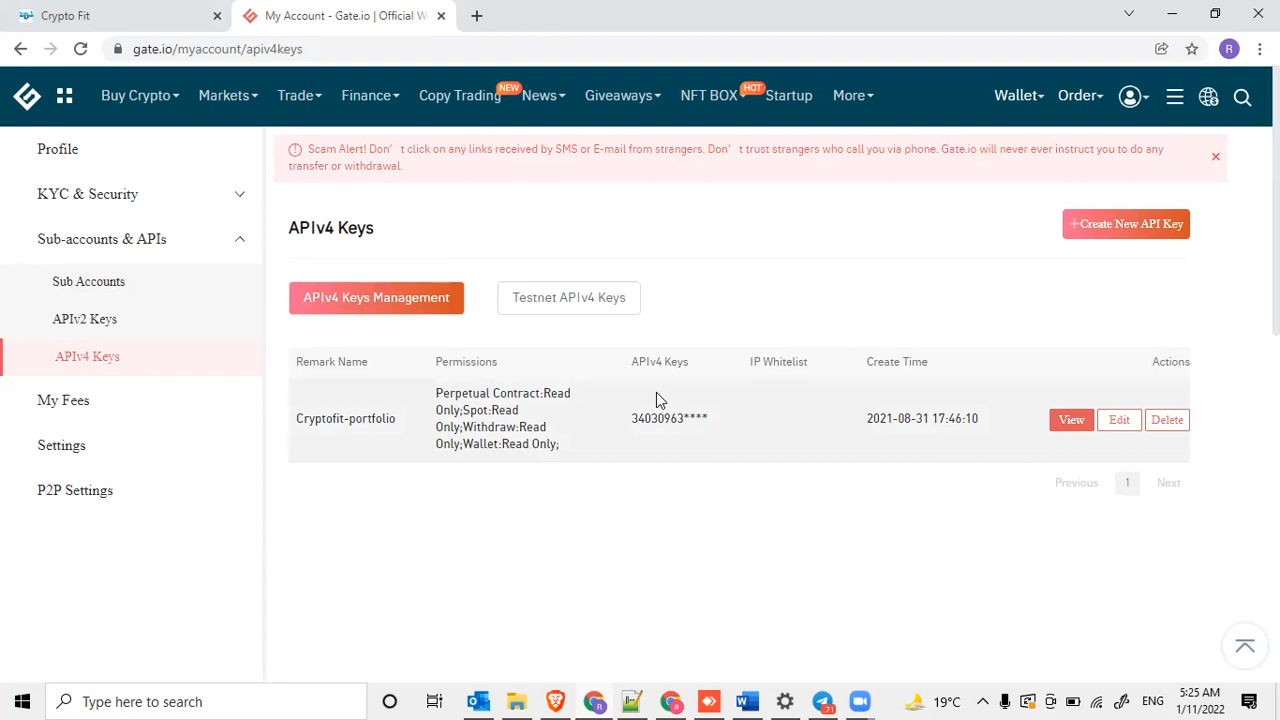 Crypto Fit
My Account - Gate.io | Official W
gate.io/myaccount/apiv4keys
R
Buy Crypto
Markets
Trade
Finance
Copy Trading
NEW
News
Giveaways
NFT BOX
HOT
Startup
More
Wallet
Order
Profile
KYC & Security
Sub-accounts & APIs
Sub Accounts
APIv2 Keys
APIv4 Keys
My Fees
Settings
P2P Settings
Scam Alert! Don' t click on any links received by SMS or E-mail from strangers. Don' t trust strangers who call you via phone. Gate.io will never ever instruct you to do any
transfer or withdrawal.
APIv4 Keys
+Create New API Key
APIv4 Keys Management
Testnet APIv4 Keys
Remark Name Permissions APIv4 Keys IP Whitelist Create Time Actions
Cryptofit-portfolio
Perpetual Contract:Read
Only;Spot:Read
Only;Withdraw:Read
Only;Wallet:Read Only;
34030963****
2021-08-31 17:46:10
View Edit Delete
Previous 1 Next
Type here to search
R
a
71
19°C
ENG
5:25 AM
1/11/2022